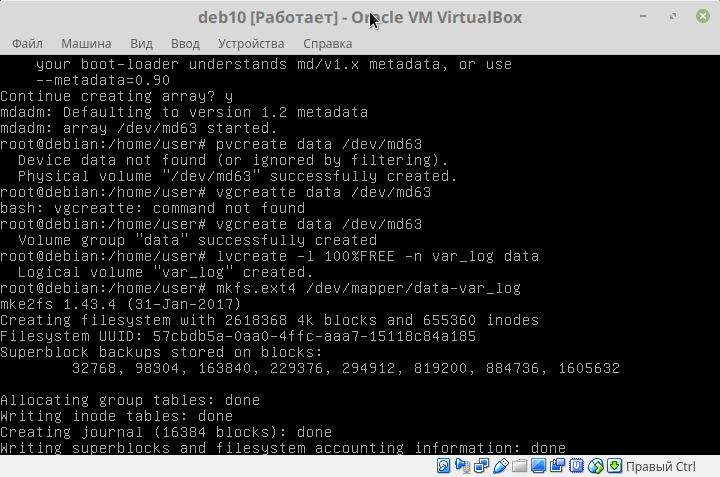 deb10 [Работает] - Oracle VM VirtualBox
Файл Машина Вид Ввод Устройства Справка
    your boot-loader understands md/v1.x metadata, or use
    --metadata=0.90
Continue creating array? y
mdadm: Defaulting to version 1.2 metadata
mdadm: array /dev/md63 started.
root@debian:/home/user# pvcreate data /dev/md63
  Device data not found (or ignored by filtering).
  Physical volume "/dev/md63" successfully created.
root@debian:/home/user# vgcreatte data /dev/md63
bash: vgcreatte: command not found
root@debian:/home/user# vgcreate data /dev/md63
  Volume group "data" successfully created
root@debian:/home/user# lvcreate -l 100%FREE -n var_log data
  Logical volume "var_log" created.
root@debian:/home/user# mkfs.ext4 /dev/mapper/data-var_log
mke2fs 1.43.4 (31-Jan-2017)
Creating filesystem with 2618368 4k blocks and 655360 inodes
Filesystem UUID: 57cbdb5a-0aa0-4ffc-aaa7-15118c84a185
Superblock backups stored on blocks:
        32768, 98304, 163840, 229376, 294912, 819200, 884736, 1605632
Allocating group tables: done
Writing inode tables: done
Creating journal (16384 blocks): done
Writing superblocks and filesystem accounting information: done
Правый Ctrl